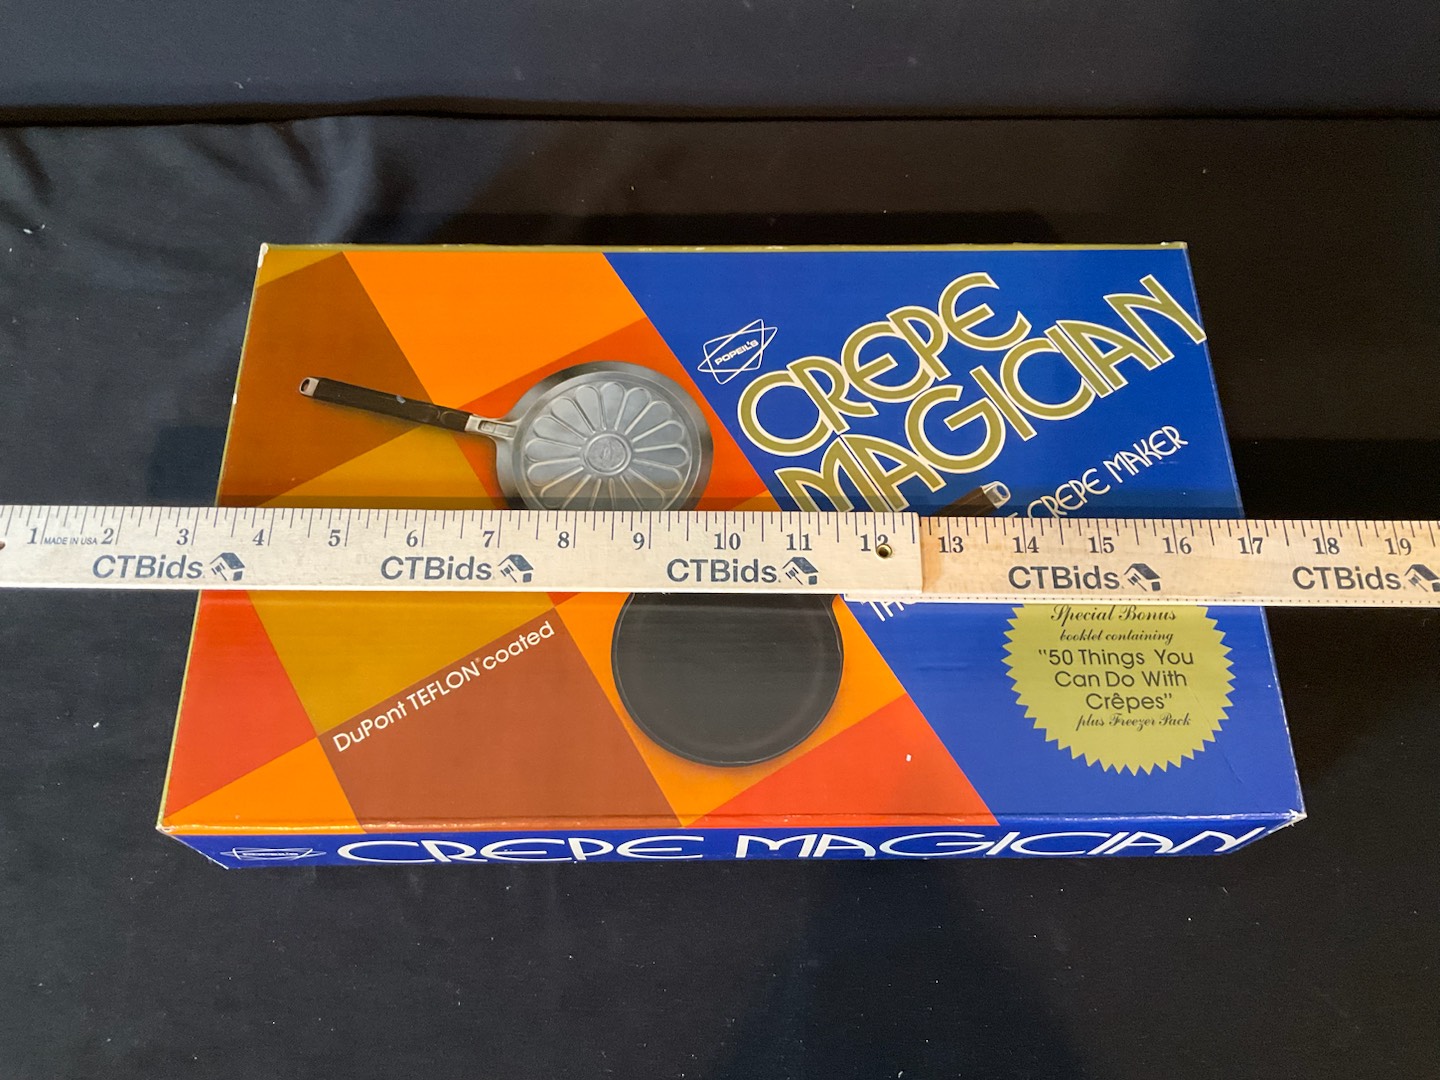 POPEIL'S
CREPE
MAGICIAN
CREPE MAKER
1 MADE IN USA 2 3 4 5 6 7 8 9 10 11 12 13 14 15 16 17 18 19
CTBids. CTBids. CTBids. CTBids. CTBids.
Special Bonus
booklet containing
"50 Things You
Can Do With
Crêpes"
plus Freezer Pack
DuPont TEFLON® coated
POPEIL'S CREPE MAGICIAN